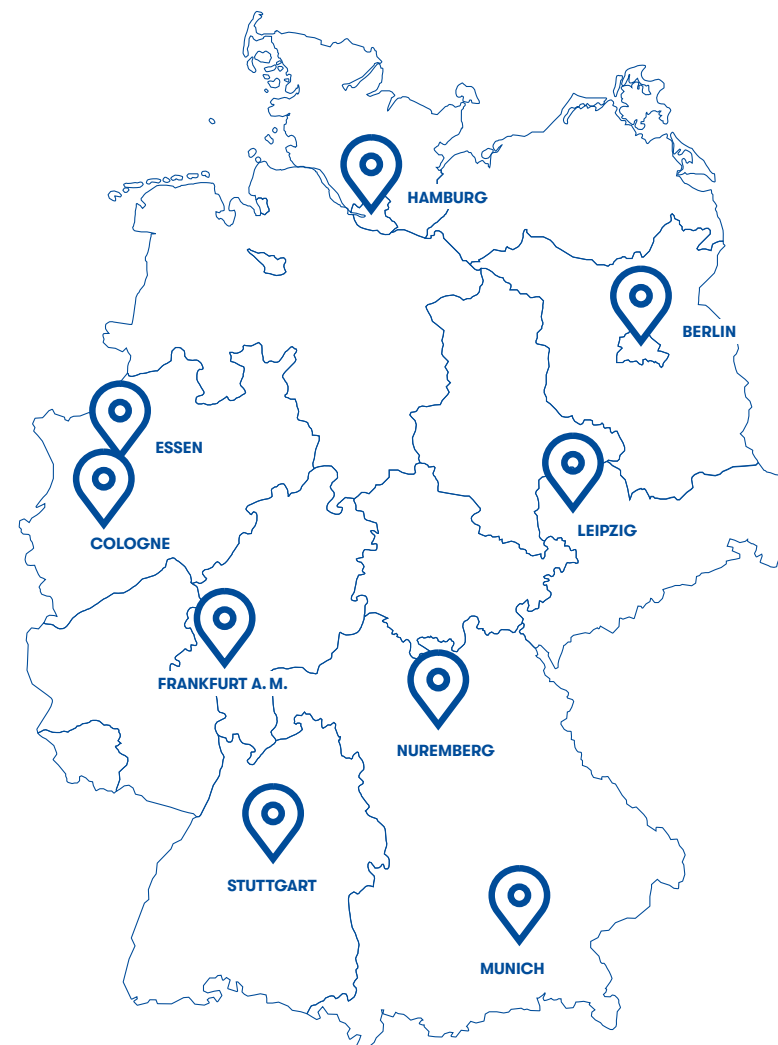 HAMBURG
BERLIN
ESSEN
LEIPZIG
COLOGNE
FRANKFURT A. M.
NUREMBERG
STUTTGART
MUNICH